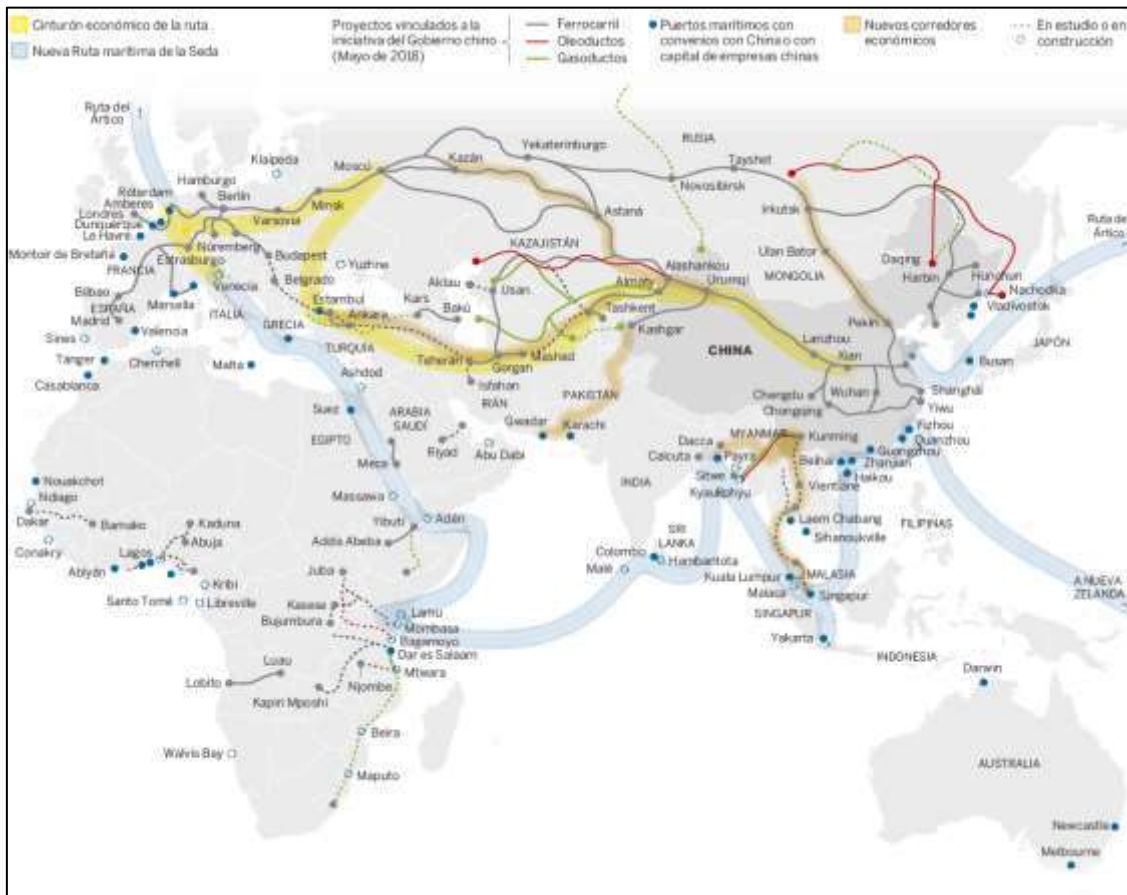 Cinturón económico de la ruta
Nueva Ruta marítima de la Seda
Proyectos vinculados a la
iniciativa del Gobierno chino
(Mayo de 2018)
Ferrocarril
Oleoductos
Gasoductos
Puertos marítimos con
convenios con China o con
capital de empresas chinas
Nuevos corredores
económicos
En estudio o en
construcción
Ruta del
Ártico
Klaipeda
Hamburgo
Berlín
Róterdam
Amberes
Londres
Dunquerque
Le Havre
Montoir de Bretaña
FRANCIA
Estrasburgo
Núremberg
Varsovia
Minsk
Moscú
Kazán
Yekaterinburgo
RUSIA
Tayshet
Novosibirsk
Astaná
Irkutsk
Ulan Bator
MONGOLIA
Daqing
Harbin
Hunchun
Nachodka
Vladivostok
Ruta del
Ártico
Budapest
Belgrado
Venecia
Yuzhne
KAZAJISTÁN
Aktau
Usan
Almaty
Alashankou
Urumqi
Bilbao
ESPAÑA
Madrid
Marsella
ITALIA
Valencia
Sines
Tánger
Casablanca
Cherchell
Malta
GRECIA
Estambul
Ankara
TURQUÍA
Kars
Bakú
Tashkent
Kashgar
Teherán
Mashad
Gorgan
Isfahan
IRÁN
Ashdod
Suez
EGIPTO
ARABIA
SAUDÍ
Riyad
Abu Dabi
Meca
PAKISTÁN
Gwadar
Karachi
CHINA
Pekín
Lanzhou
Xian
Chengdu
Chongqing
Wuhan
Busan
JAPÓN
Shanghái
Yiwu
Fizhou
Quanzhou
Guangzhou
Zhanjian
Haikou
Beihai
Kunming
MYANMAR
Dacca
Calcuta
Payra
Sitwe
Kyaukphyu
INDIA
Vientiane
Laem Chabang
Sihanoukville
FILIPINAS
Nouakchot
Ndiago
Dakar
Bamako
Conakry
Kaduna
Abuja
Lagos
Abiyán
Kribi
Santo Tomé
Libreville
Massawa
Adén
Yibuti
Addis Abeba
Juba
Kasese
Bujumbura
Lamu
Mombasa
Bagamoyo
Dar es Salaam
Mtwara
Luau
Lobito
Kapiri Mposhi
Njombe
Beira
Maputo
Walvis Bay
SRI
LANKA
Colombo
Hambantota
Malé
Kuala Lumpur
Malaca
MALASIA
Singapur
SINGAPUR
Yakarta
INDONESIA
A NUEVA
ZELANDA
Darwin
AUSTRALIA
Newcastle
Melbourne